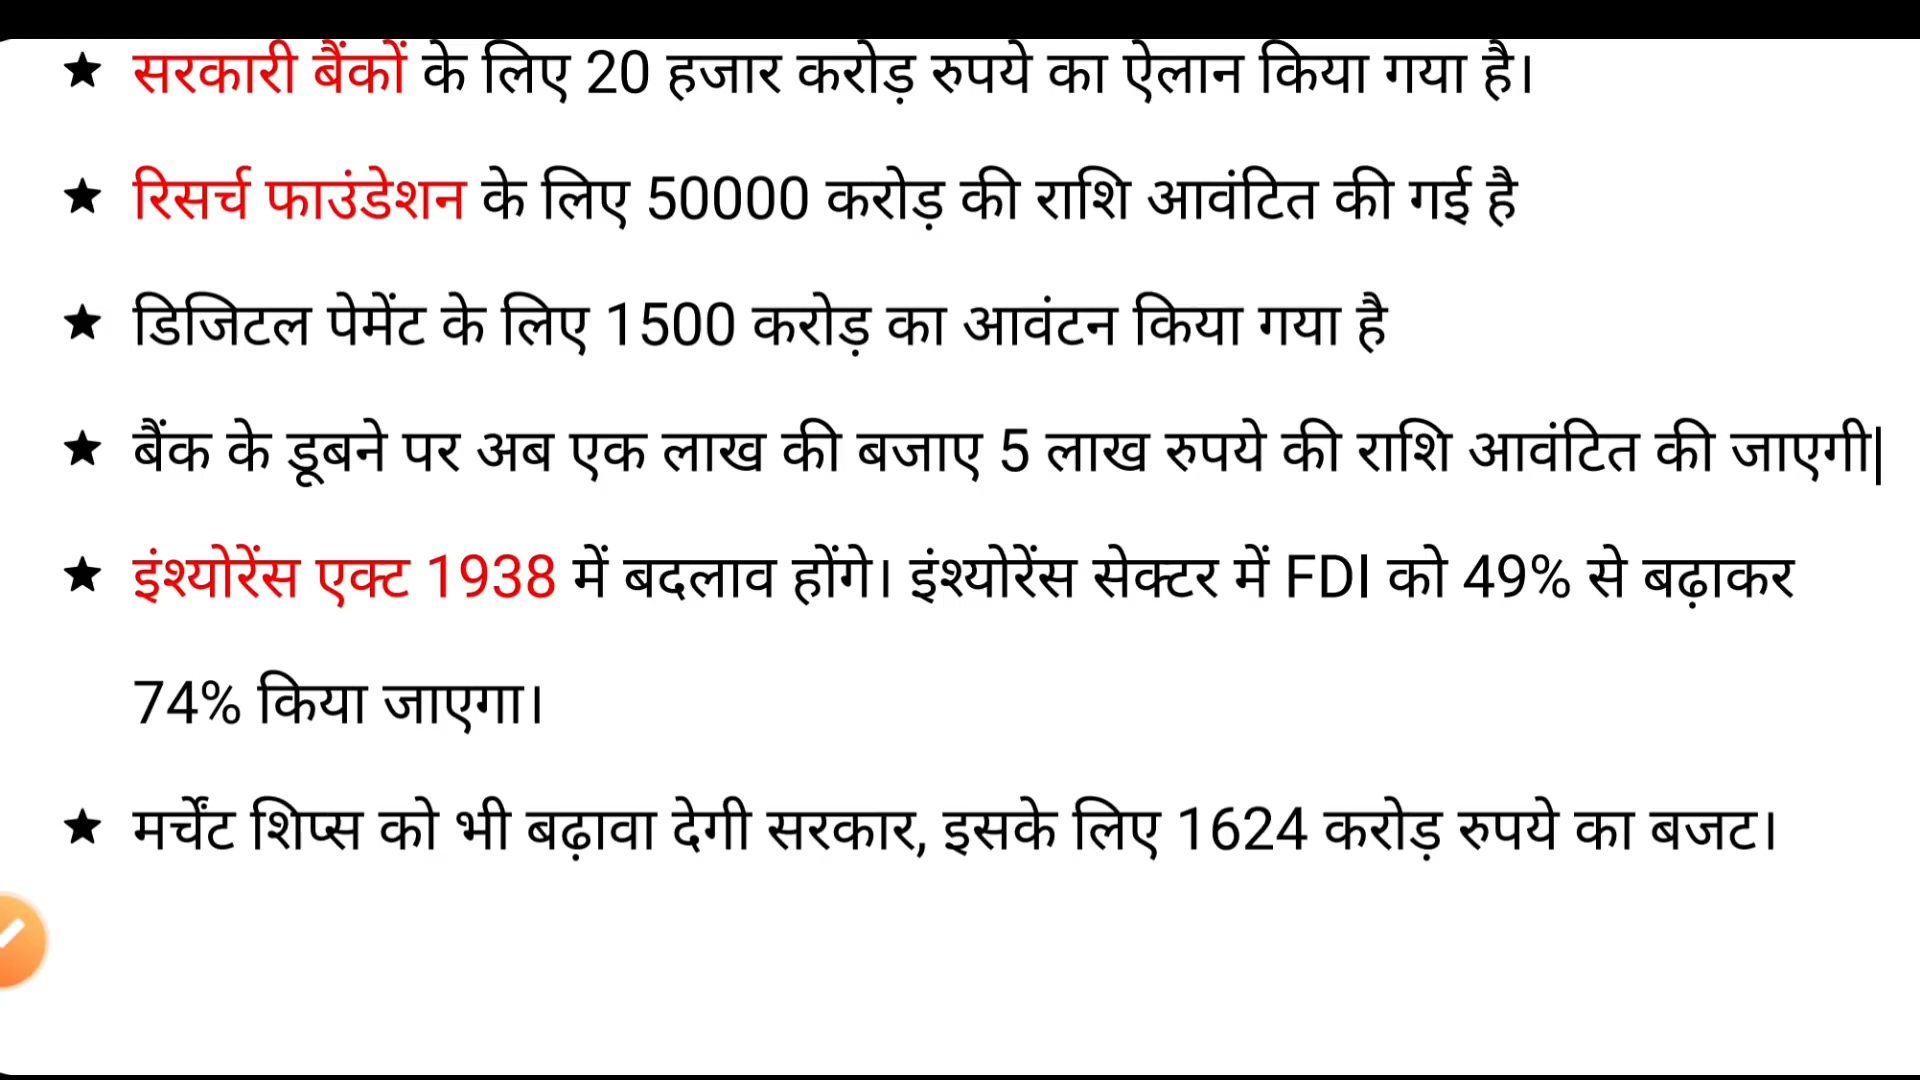 ★ सरकारी बैंकों के लिए 20 हजार करोड़ रुपये का ऐलान किया गया है।
★ रिसर्च फाउंडेशन के लिए 50000 करोड़ की राशि आवंटित की गई है
★ डिजिटल पेमेंट के लिए 1500 करोड़ का आवंटन किया गया है
★ बैंक के डूबने पर अब एक लाख की बजाए 5 लाख रुपये की राशि आवंटित की जाएगी|
★ इंश्योरेंस एक्ट 1938 में बदलाव होंगे। इंश्योरेंस सेक्टर में FDI को 49% से बढ़ाकर
74% किया जाएगा।
★ मर्चेंट शिप्स को भी बढ़ावा देगी सरकार, इसके लिए 1624 करोड़ रुपये का बजट।